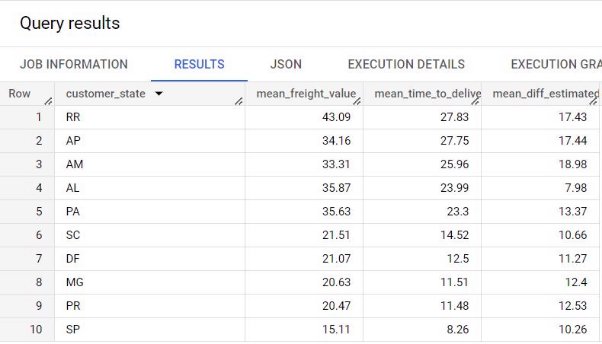 Query results
JOB INFORMATION RESULTS JSON EXECUTION DETAILS EXECUTION GRA
Row customer_state mean_freight_value mean_time_to_delive mean_diff_estimated
1 RR 43.09 27.83 17.43
2 AP 34.16 27.75 17.44
3 AM 33.31 25.96 18.98
4 AL 35.87 23.99 7.98
5 PA 35.63 23.3 13.37
6 SC 21.51 14.52 10.66
7 DF 21.07 12.5 11.27
8 MG 20.63 11.51 12.4
9 PR 20.47 11.48 12.53
10 SP 15.11 8.26 10.26